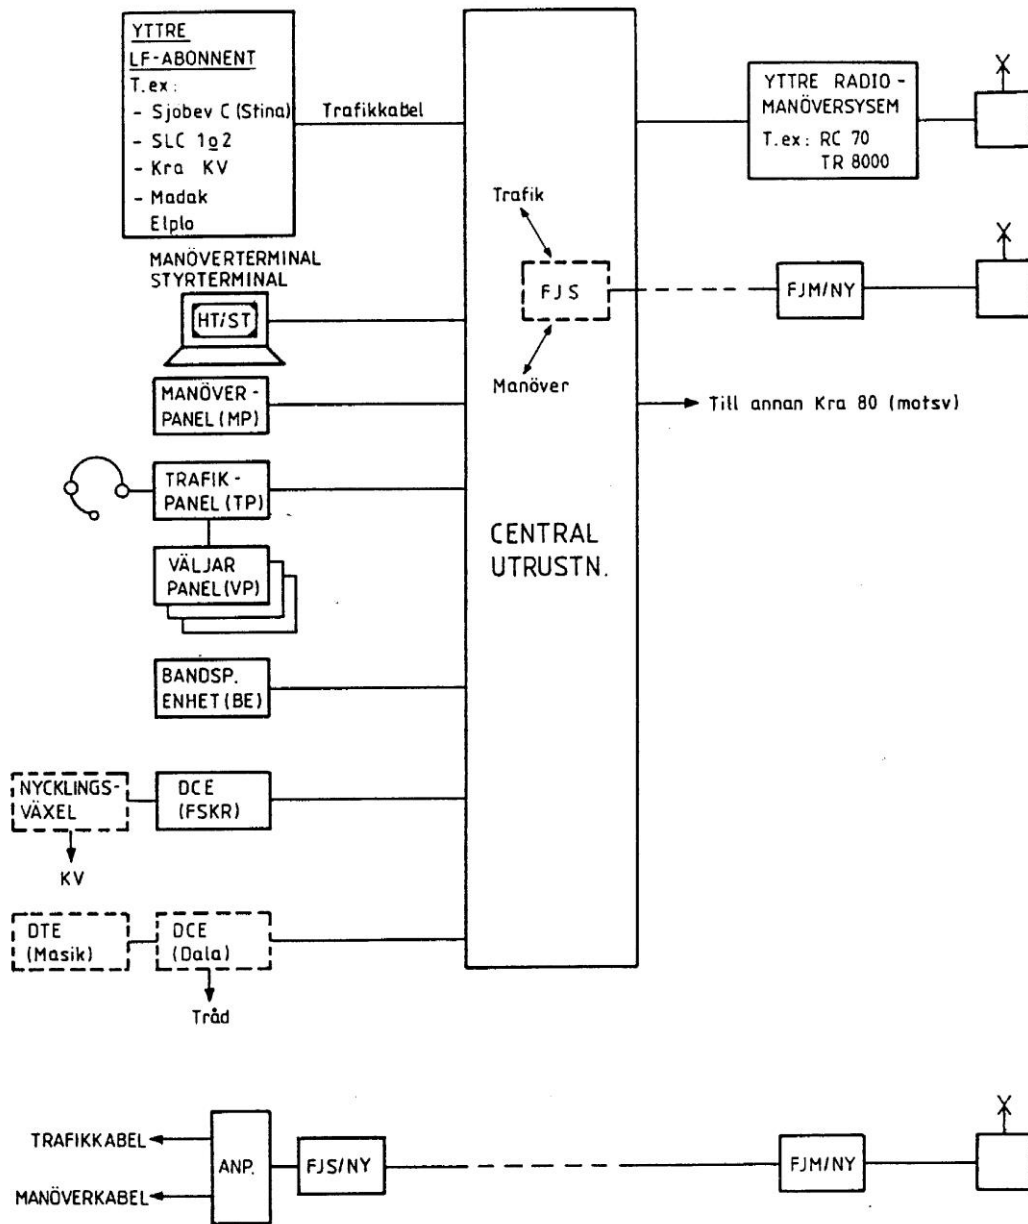 YTTRE
LF-ABONNENT
T.ex:
- Sjobev C (Stina)
- SLC 1o2
- Kra KV
- Madak
Elplo
Trafikkabel
YTTRE RADIO-
MANÖVERSYSEM
T.ex: RC 70
TR 8000
MANÖVERTERMINAL
STYRTERMINAL
HT/ST
Trafik
FJS
Manöver
FJM/NY
MANÖVER-
PANEL (MP)
Till annan Kra 80 (motsv)
TRAFIK-
PANEL (TP)
VÄLJAR
PANEL (VP)
CENTRAL
UTRUSTN.
BANDSP.
ENHET (BE)
NYCKLINGS-
VÄXEL
DCE
(FSKR)
KV
DTE
(Masik)
DCE
(Dala)
Tråd
TRAFIKKABEL
MANÖVERKABEL
ANP.
FJS/NY
FJM/NY